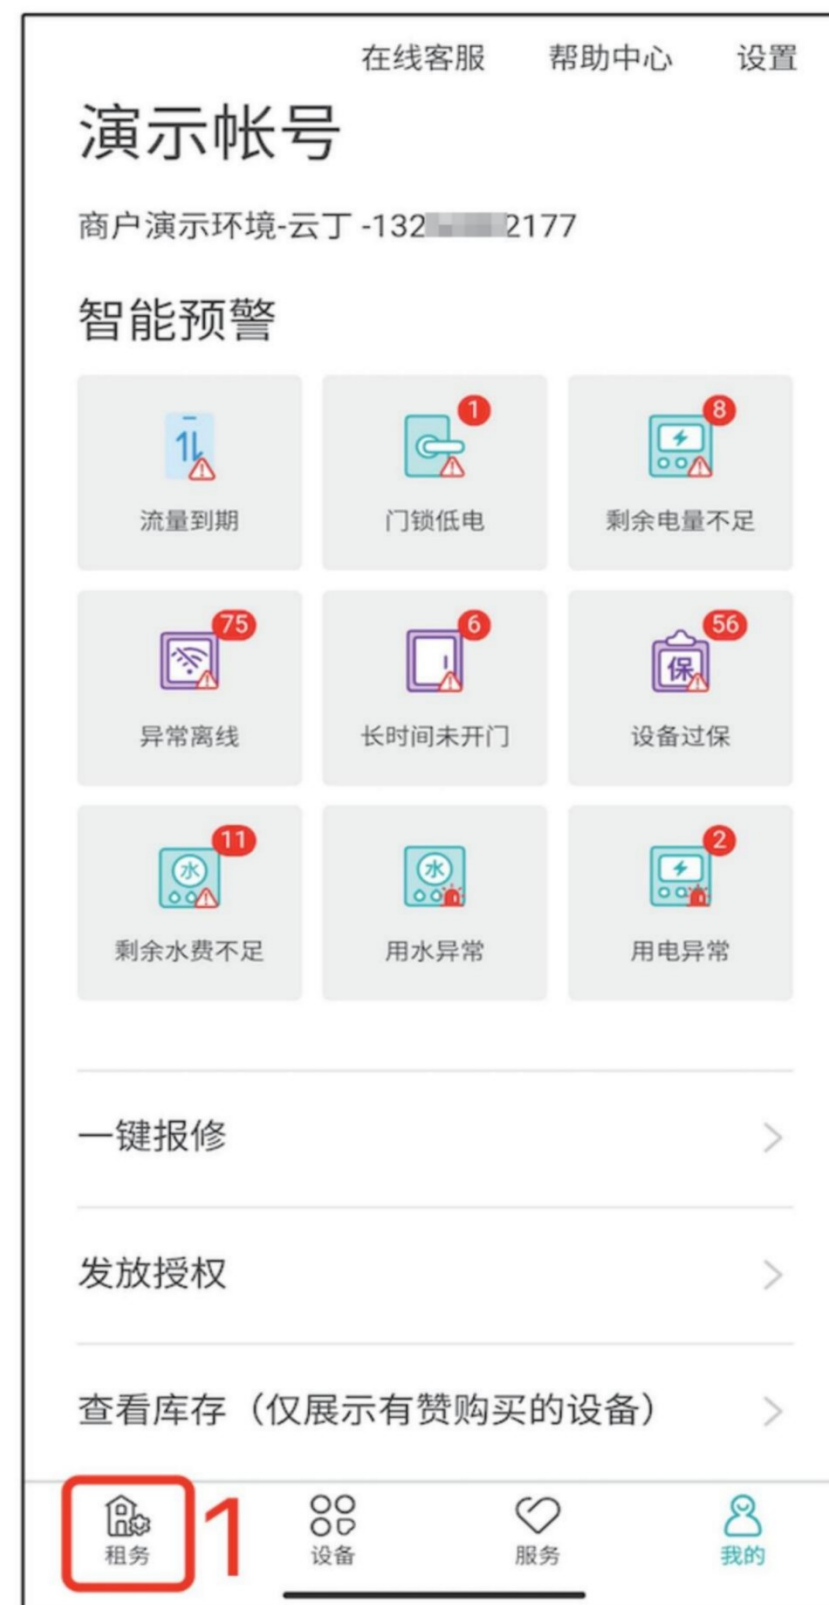 在线客服 帮助中心 设置
演示帐号
商户演示环境-云丁 -132 2177
智能预警
1 8
流量到期 门锁低电 剩余电量不足
75 6 56
保
异常离线 长时间未开门 设备过保
11 2
水 水
剩余水费不足 用水异常 用电异常
一键报修
发放授权
查看库存（仅展示有赞购买的设备）
1
租务 设备 服务 我的